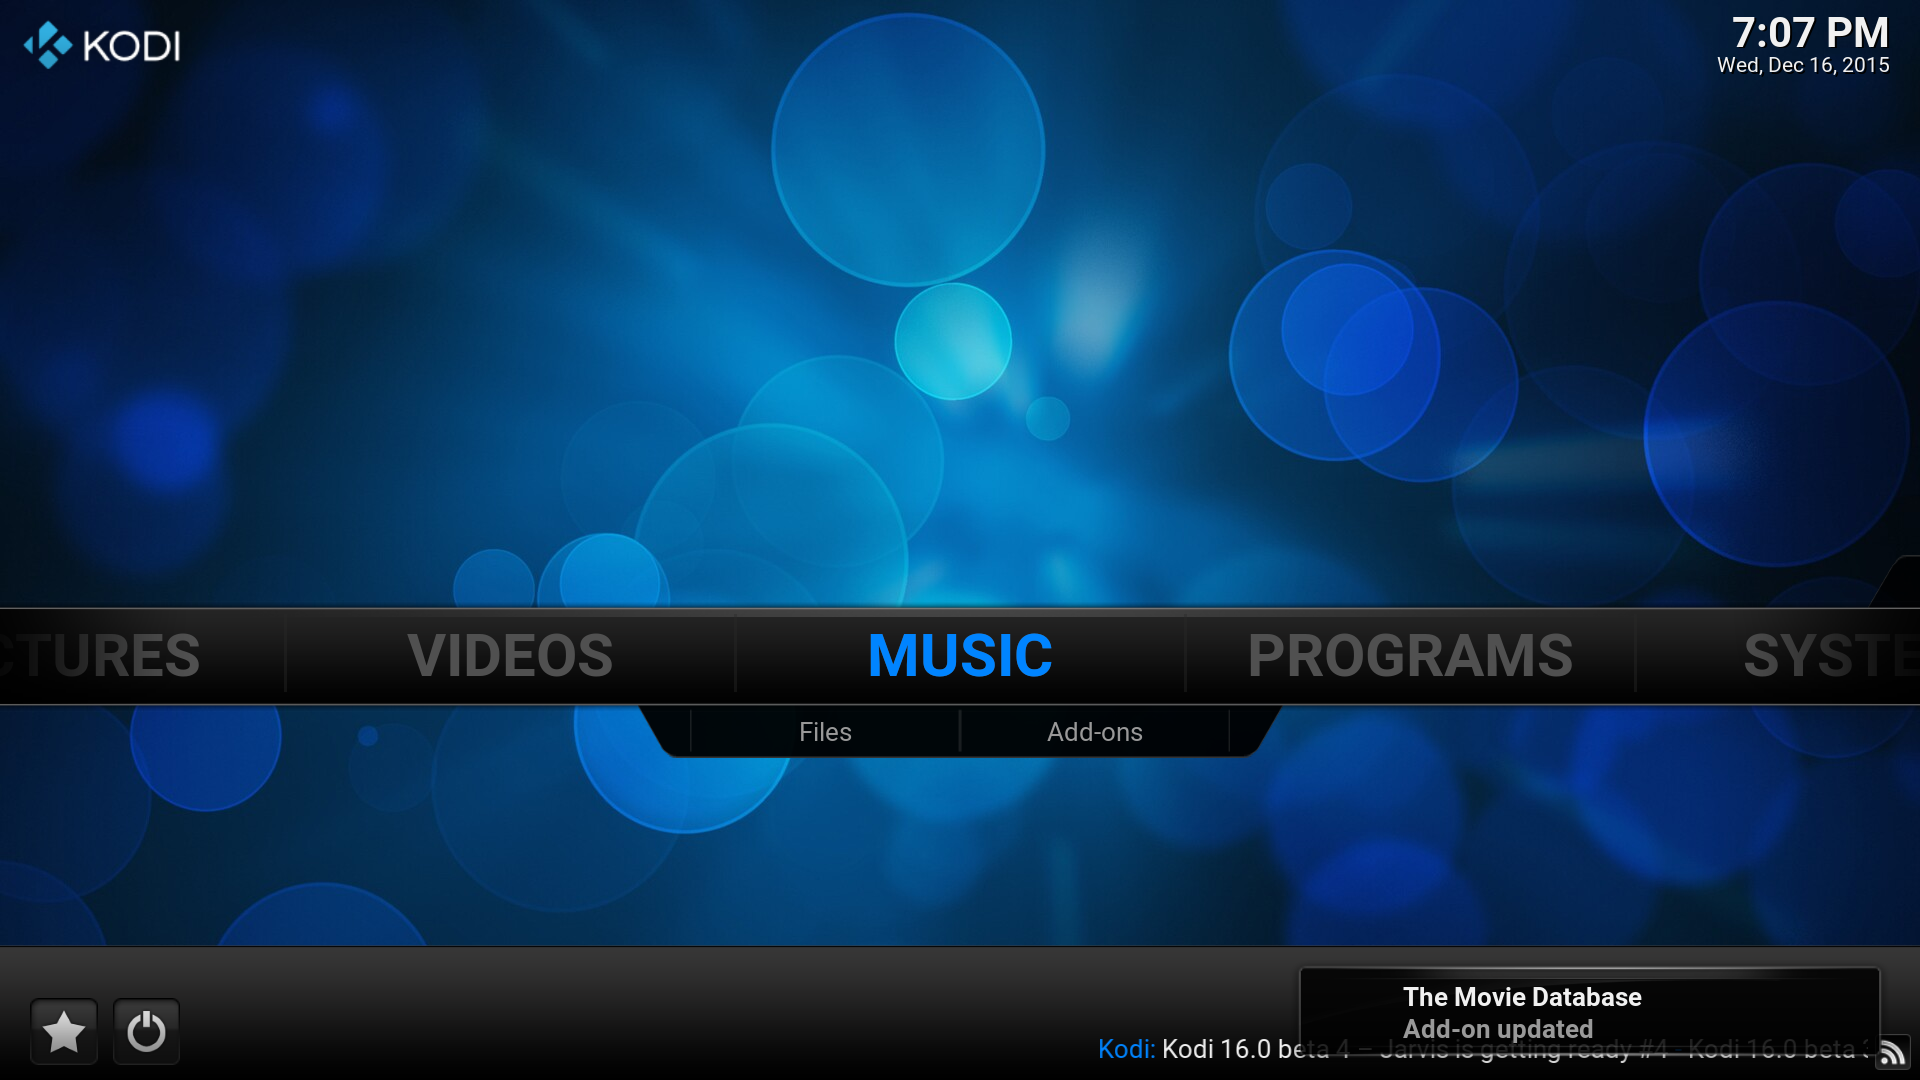 KODI
7:07 PM
Wed, Dec 16, 2015
CTURES VIDEOS MUSIC PROGRAMS SYSTE
Files Add-ons
The Movie Database
Add-on updated
Kodi: Kodi 16.0 beta 4 – Jarvis is getting ready #4 - Kodi 16.0 beta